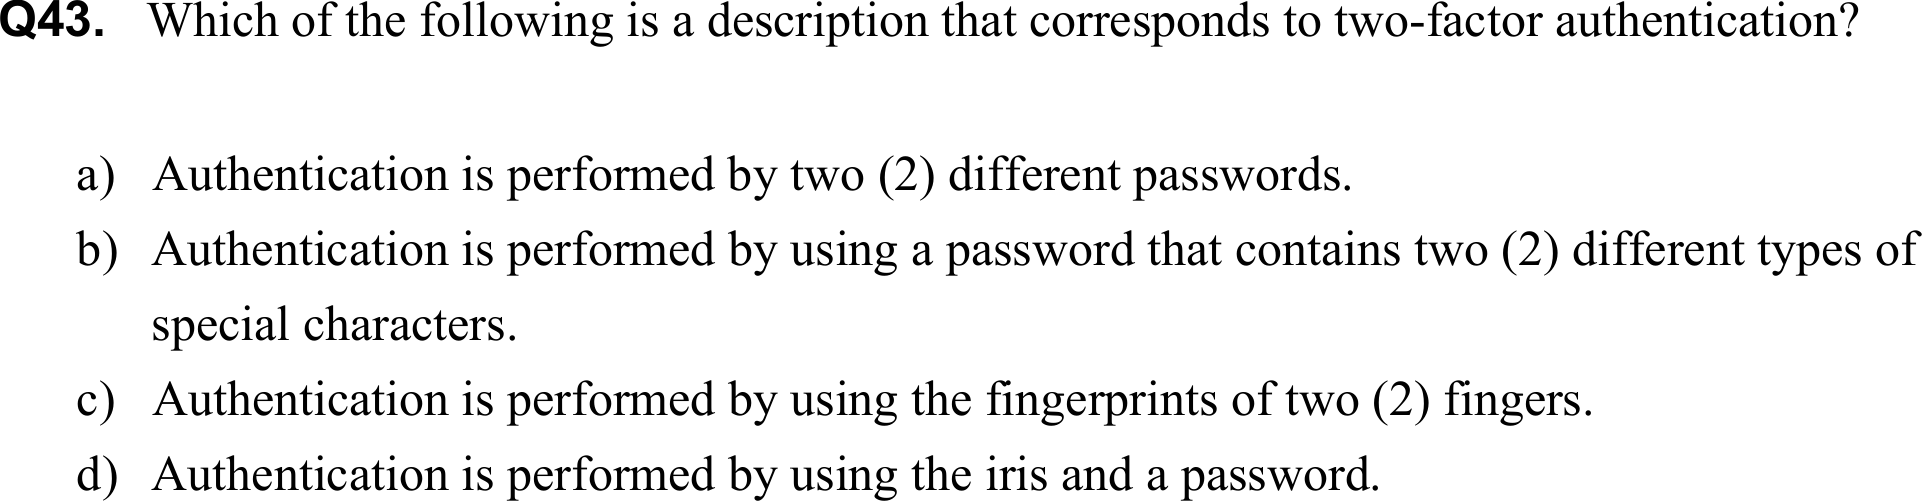 Q43. Which of the following is a description that corresponds to two-factor authentication?
a) Authentication is performed by two (2) different passwords.
b) Authentication is performed by using a password that contains two (2) different types of
special characters.
c) Authentication is performed by using the fingerprints of two (2) fingers.
d) Authentication is performed by using the iris and a password.